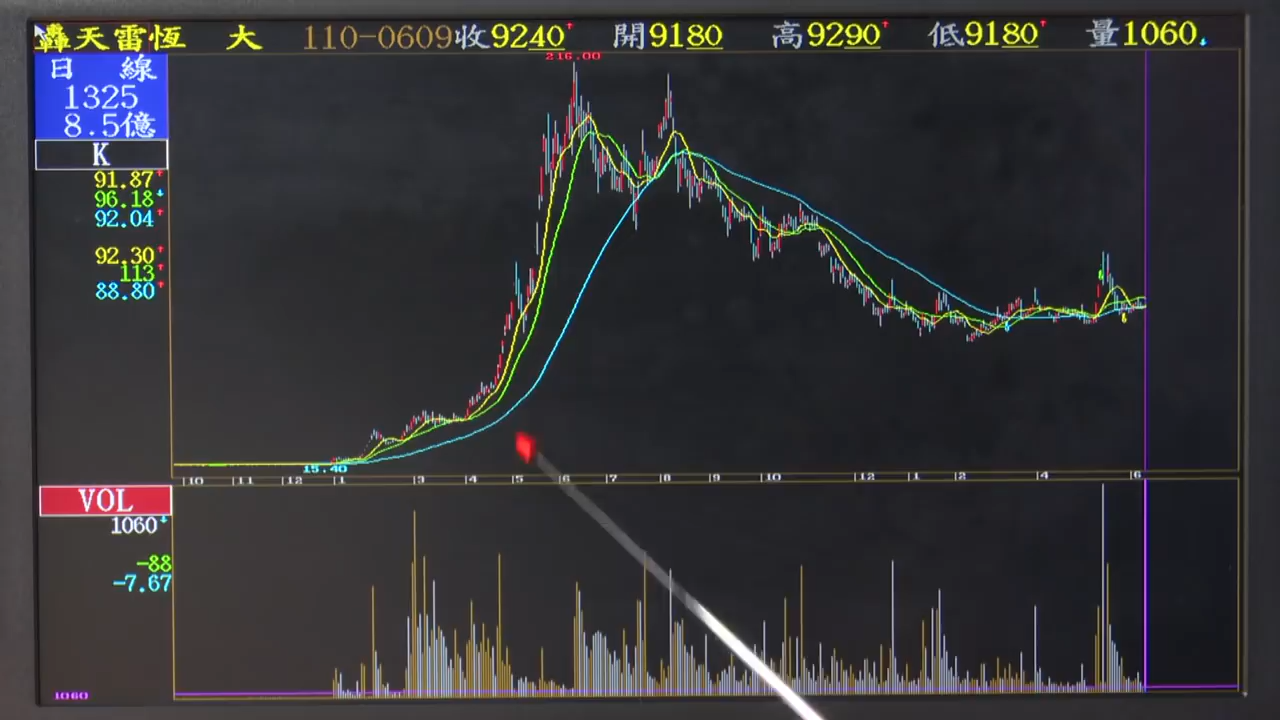 轟天雷恆 大 110-0609收9240↑ 開9180 高9290↑ 低9180↑ 量1060↓
日 線
1325
8.5億
K
91.87↑
96.18↓
92.04↑
92.30↑
113↑
88.80↑
216.00
15.40
10 11 12 1 3 4 5 6 7 8 9 10 12 1 2 4 6
VOL
1060↓
-88
-7.67
1060